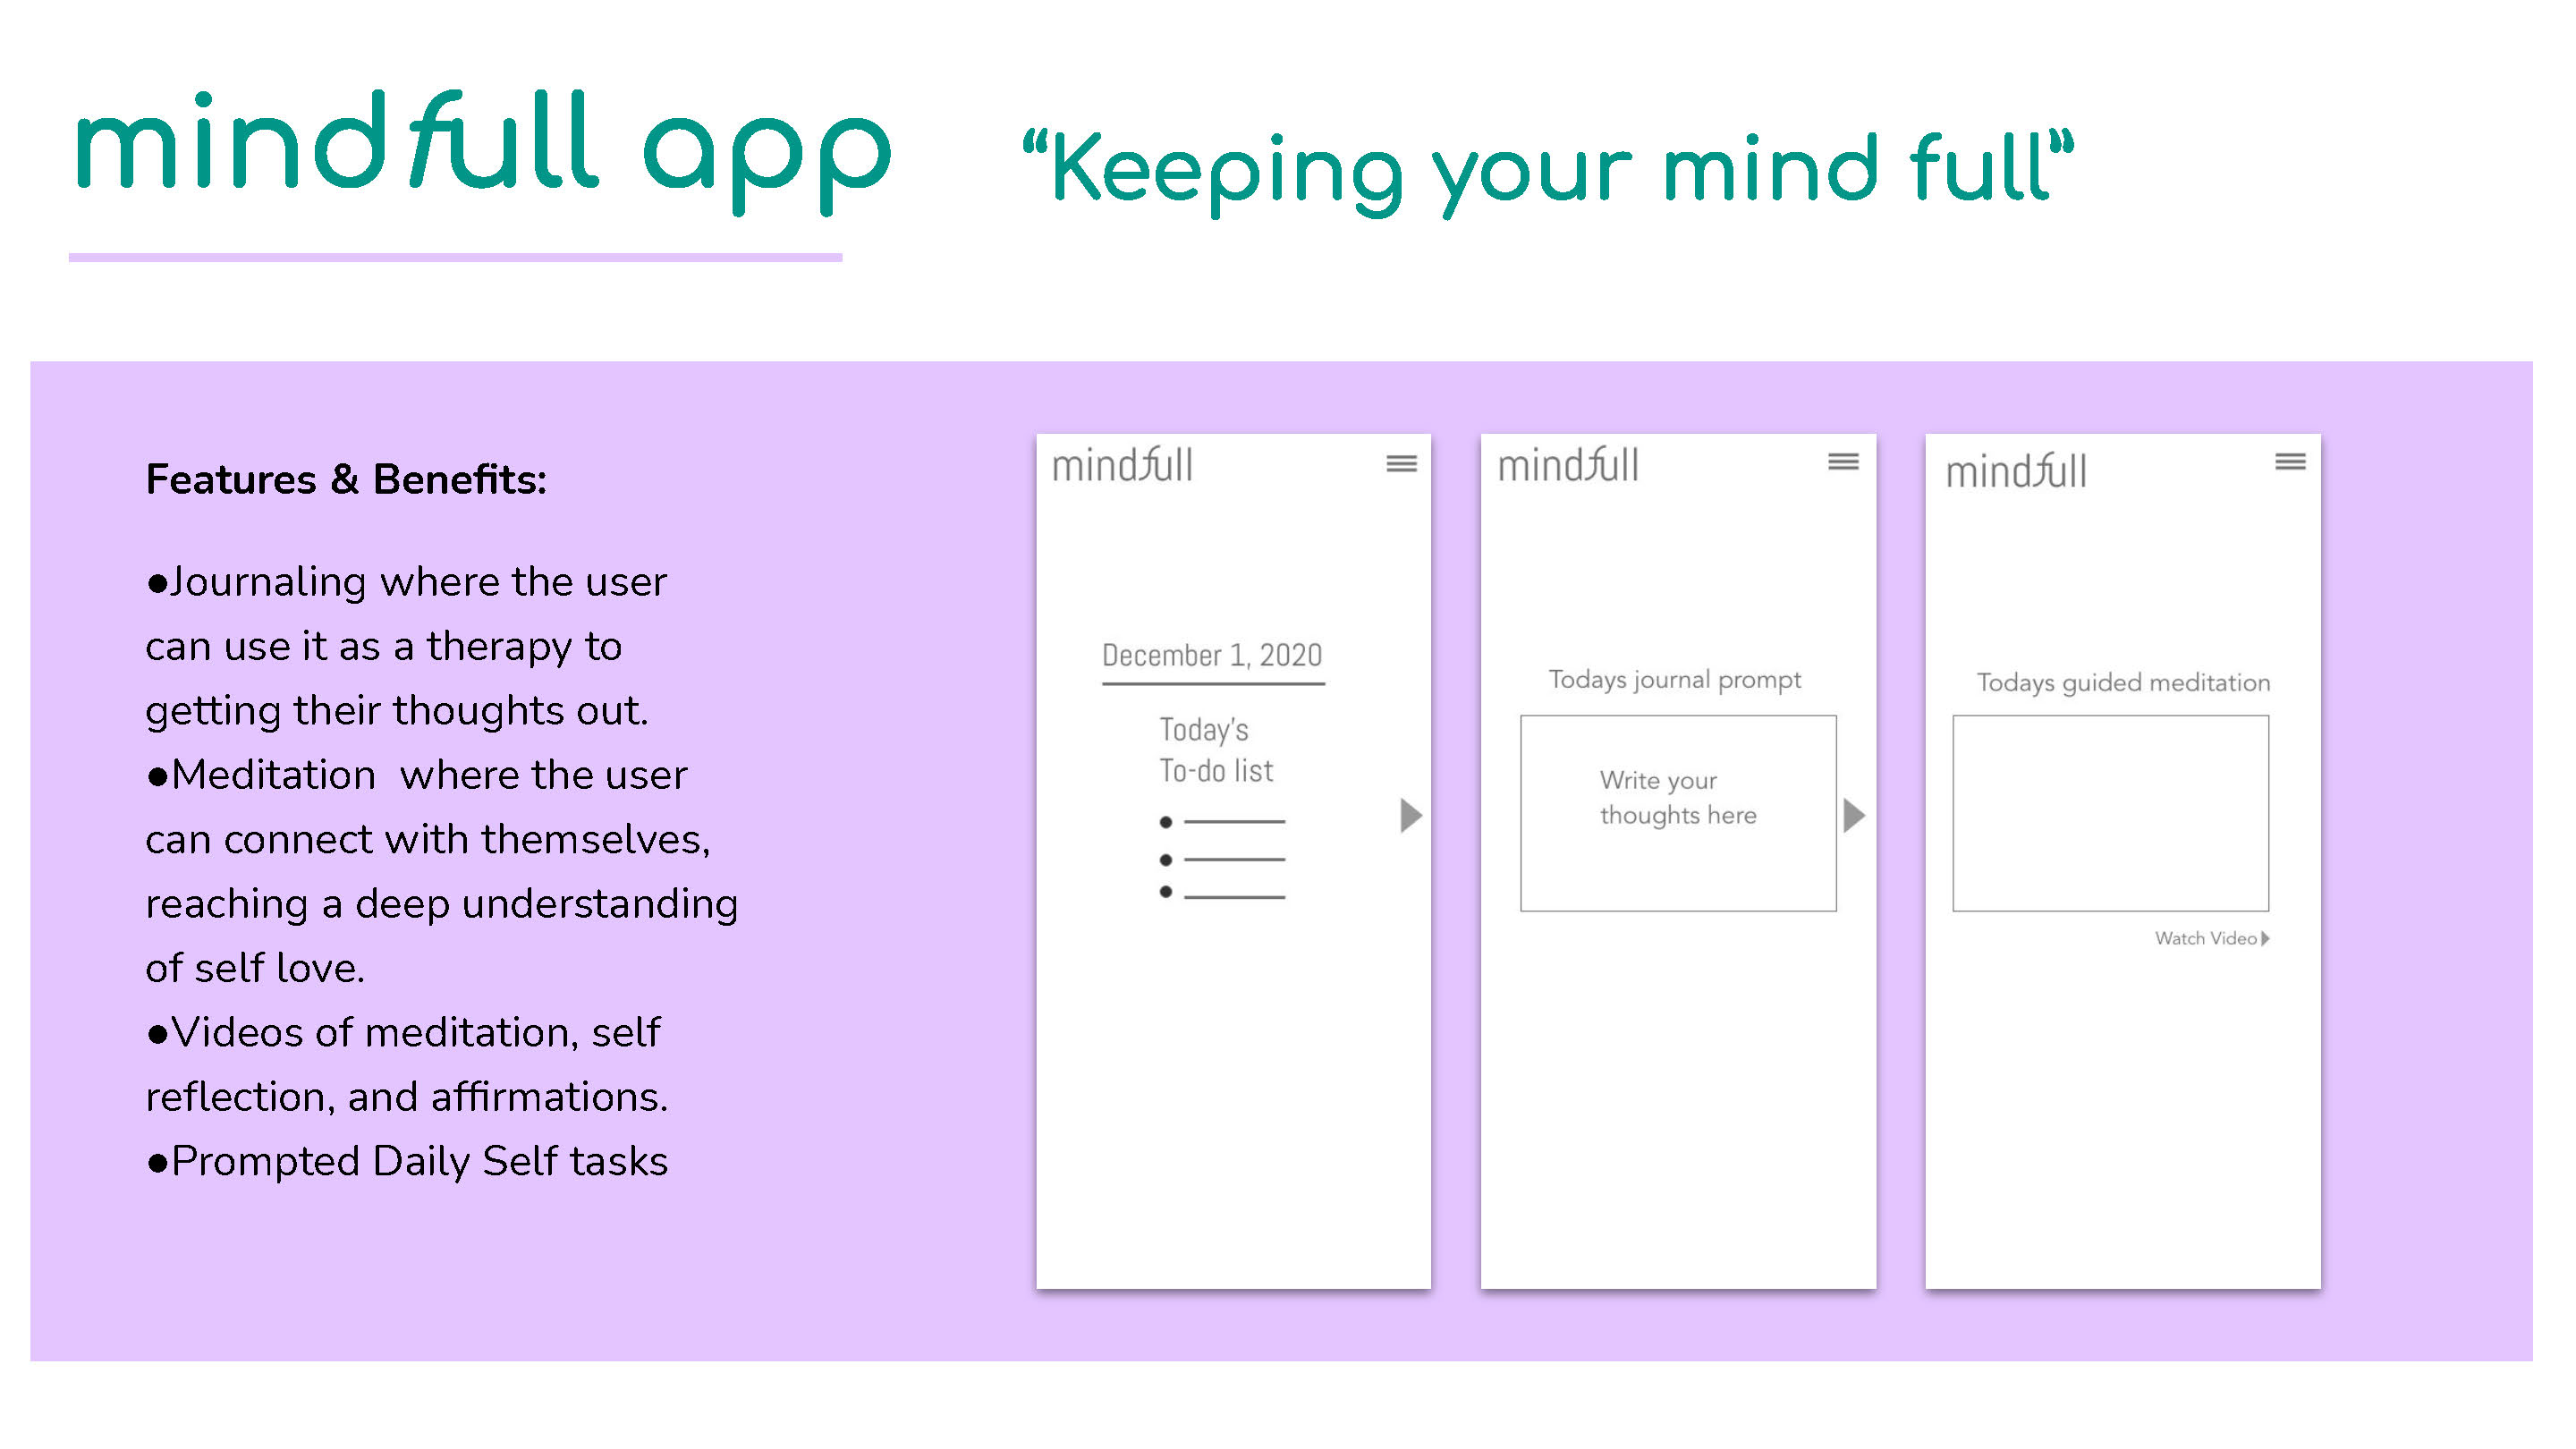 mindfull app
“Keeping your mind full”
Features & Benefits:
●Journaling where the user
can use it as a therapy to
getting their thoughts out.
●Meditation where the user
can connect with themselves,
reaching a deep understanding
of self love.
●Videos of meditation, self
reflection, and affirmations.
●Prompted Daily Self tasks
mindfull
December 1, 2020
Today's
To-do list
mindfull
Todays journal prompt
Write your
thoughts here
mindfull
Todays guided meditation
Watch Video